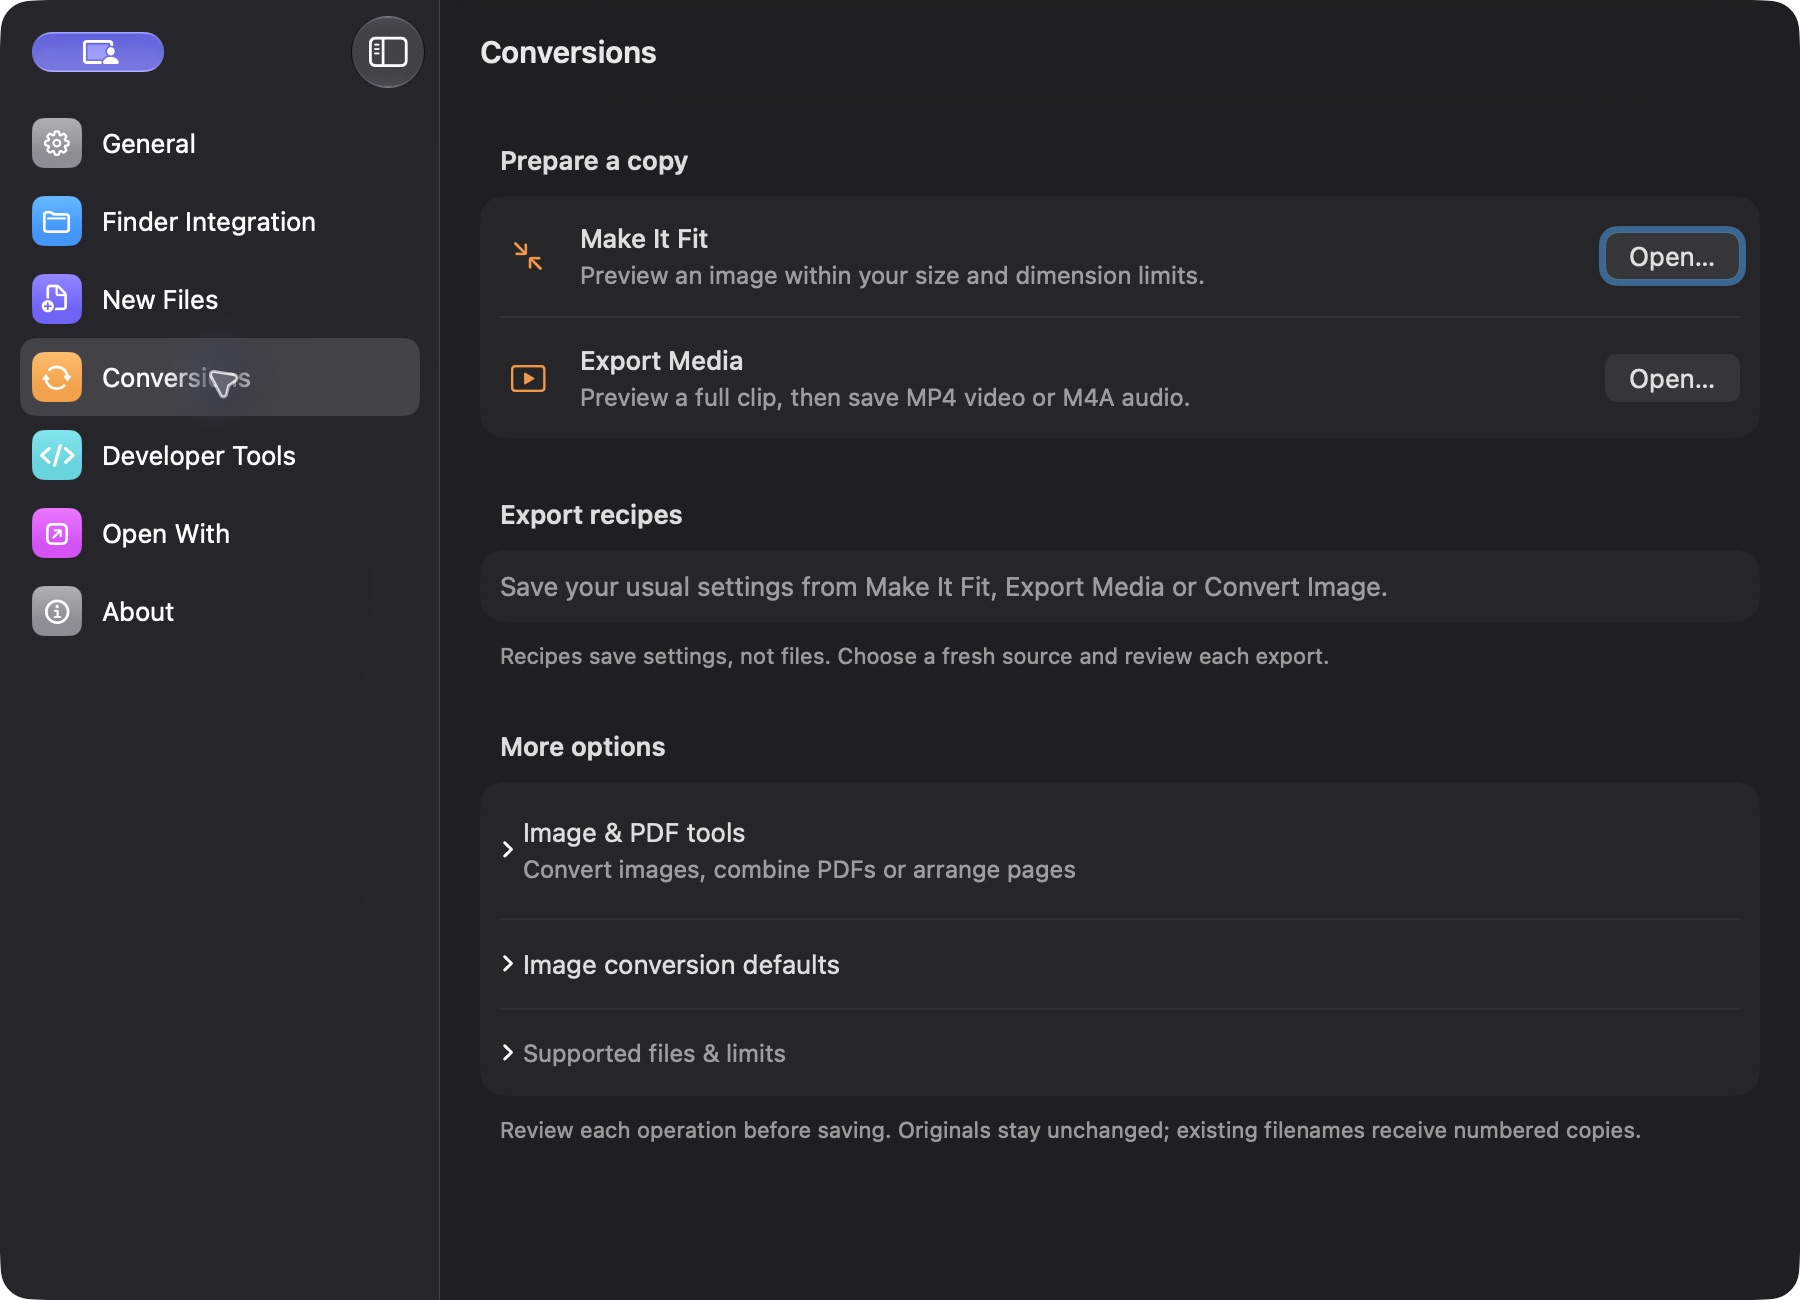 Conversions
General
Finder Integration
New Files
Conversions
Developer Tools
Open With
About
Prepare a copy
Make It Fit
Preview an image within your size and dimension limits.
Open...
Export Media
Preview a full clip, then save MP4 video or M4A audio.
Open...
Export recipes
Save your usual settings from Make It Fit, Export Media or Convert Image.
Recipes save settings, not files. Choose a fresh source and review each export.
More options
Image & PDF tools
Convert images, combine PDFs or arrange pages
Image conversion defaults
Supported files & limits
Review each operation before saving. Originals stay unchanged; existing filenames receive numbered copies.